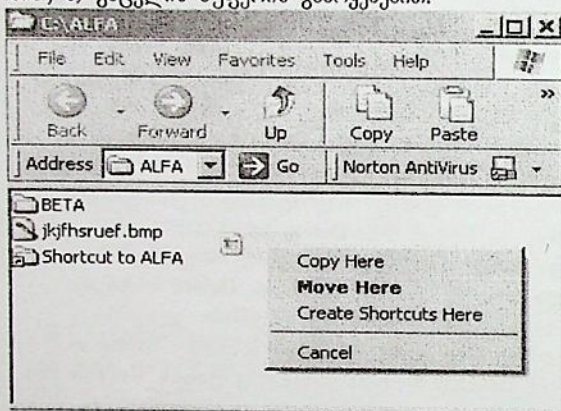 C:\ALFA
File Edit View Favorites Tools Help
Back Forward Up Copy Paste »
Address ALFA Go Norton AntiVirus
BETA
jkjfhsruef.bmp
Shortcut to ALFA
Copy Here
Move Here
Create Shortcuts Here
Cancel